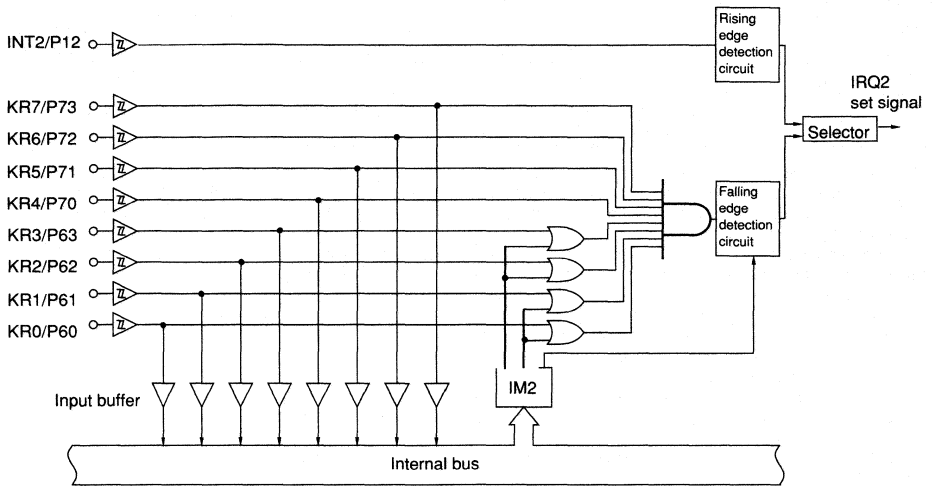 INT2/P12
Rising
edge
detection
circuit
IRQ2
set signal
Selector
KR7/P73
KR6/P72
KR5/P71
KR4/P70
KR3/P63
KR2/P62
KR1/P61
KR0/P60
Falling
edge
detection
circuit
IM2
Input buffer
Internal bus